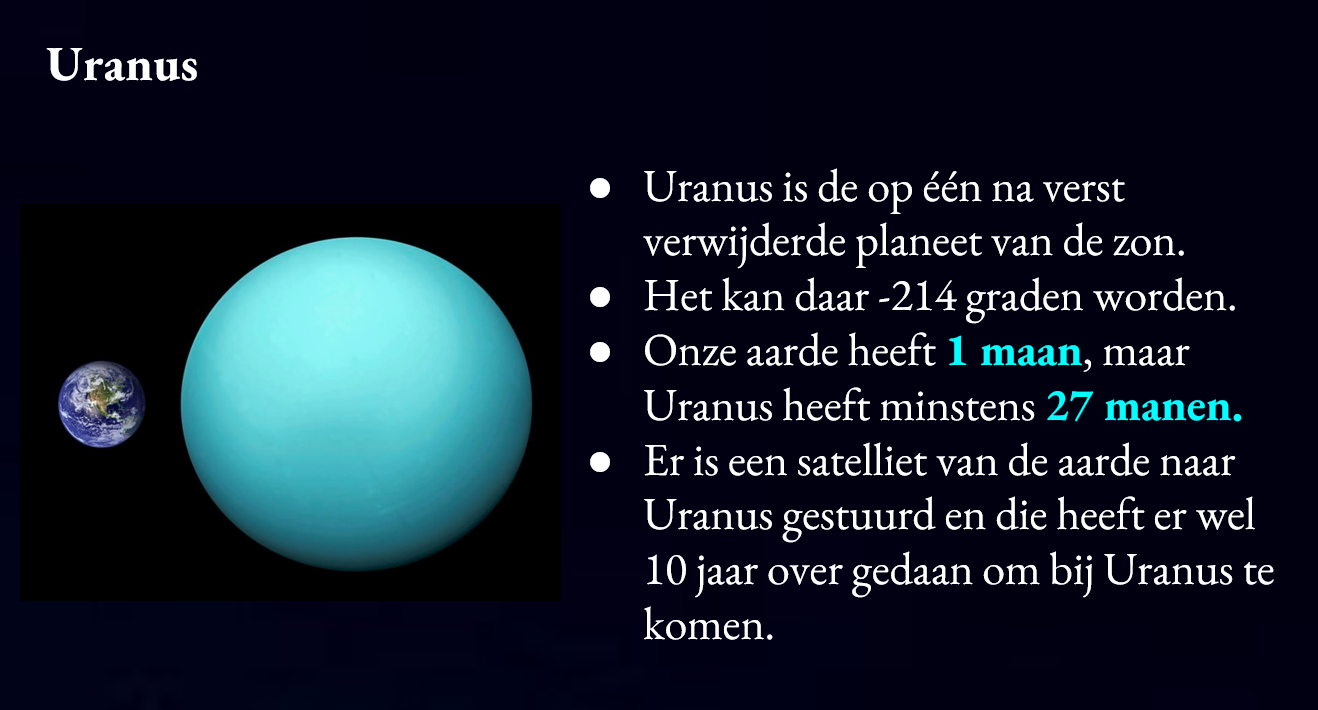 Uranus
● Uranus is de op één na verst
verwijderde planeet van de zon.
● Het kan daar -214 graden worden.
● Onze aarde heeft 1 maan, maar
Uranus heeft minstens 27 manen.
● Er is een satelliet van de aarde naar
Uranus gestuurd en die heeft er wel
10 jaar over gedaan om bij Uranus te
komen.